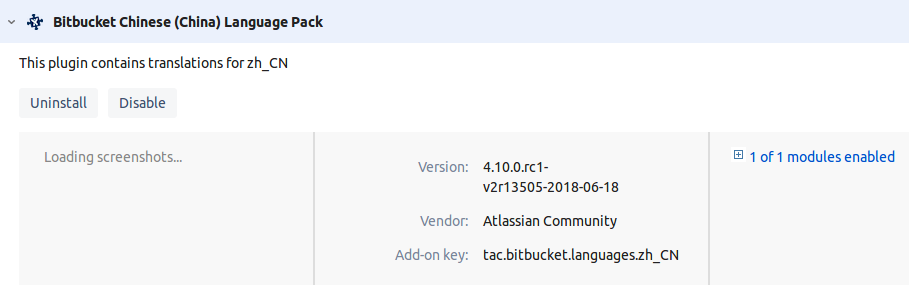 Bitbucket Chinese (China) Language Pack
This plugin contains translations for zh_CN
Uninstall Disable
Loading screenshots...
Version: 4.10.0.rc1-
v2r13505-2018-06-18
Vendor: Atlassian Community
Add-on key: tac.bitbucket.languages.zh_CN
1 of 1 modules enabled